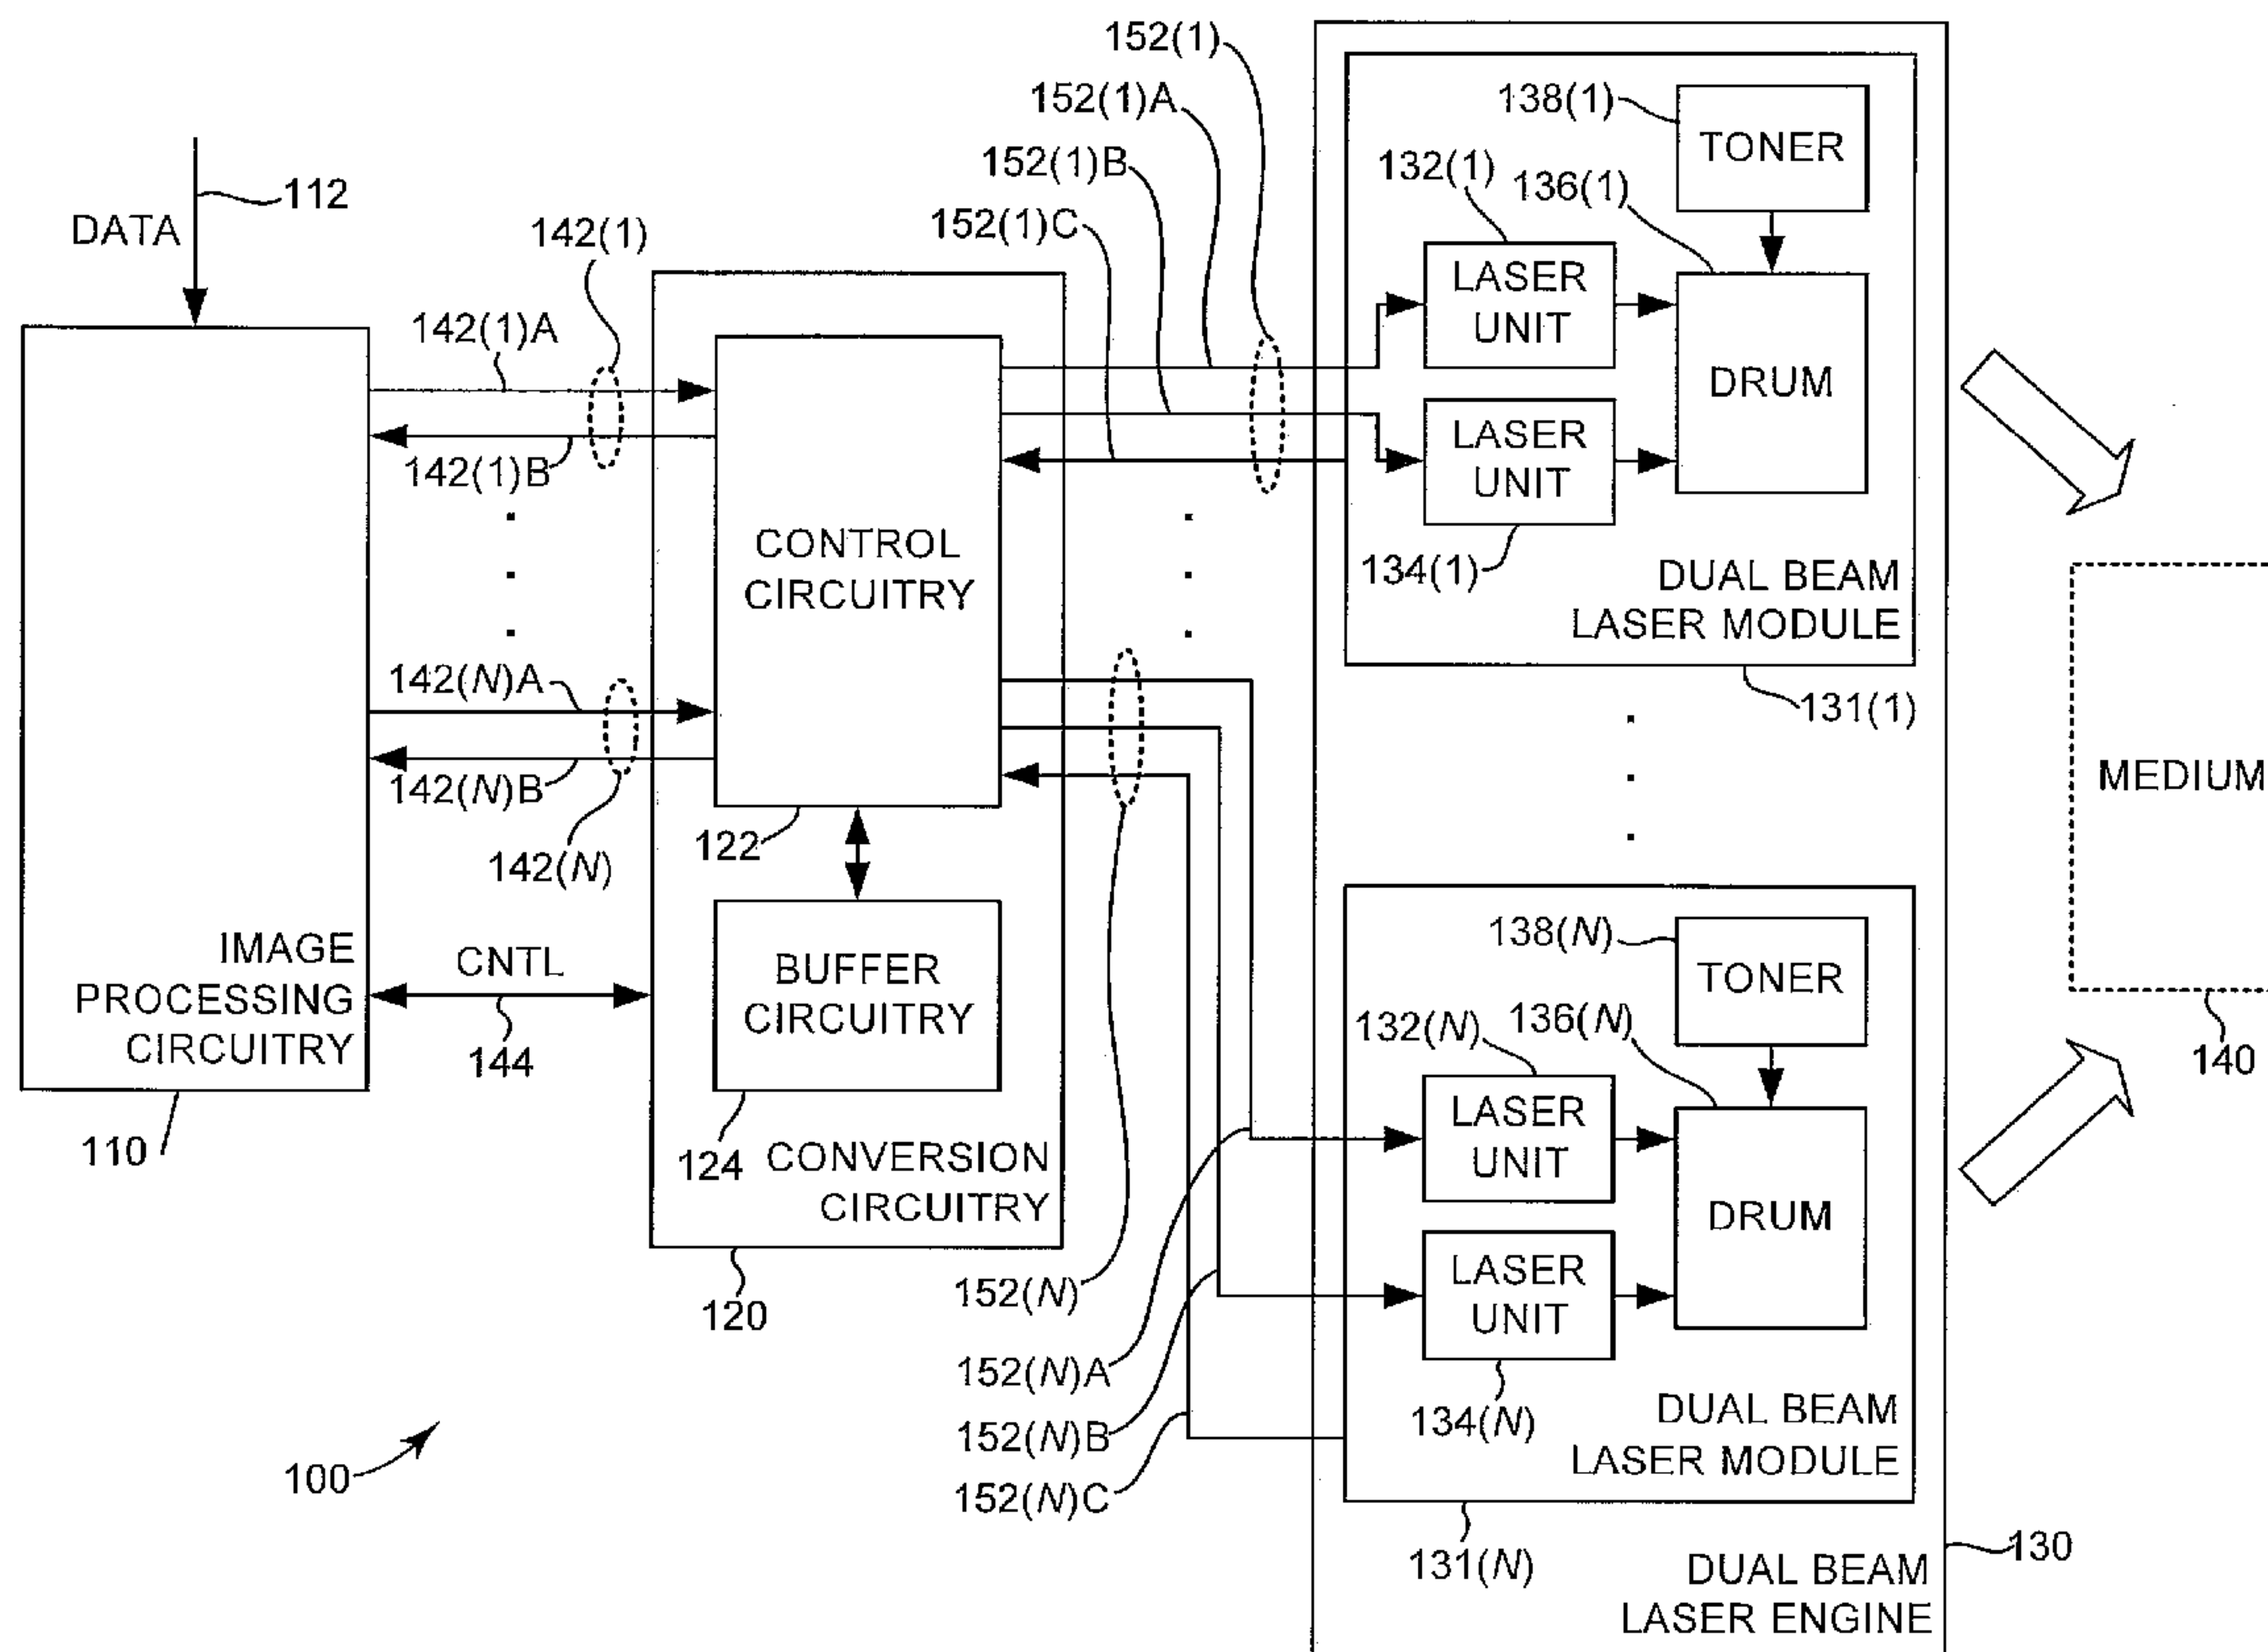 152(1)
152(1)A
152(1)B
152(1)C
138(1)
TONER
132(1)
136(1)
112
DATA
142(1)
LASER
UNIT
142(1)A
DRUM
142(1)B
LASER
UNIT
CONTROL
CIRCUITRY
134(1)
DUAL BEAM
LASER MODULE
142(N)A
131(1)
142(N)B
MEDIUM
122
142(N)
138(N)
TONER
IMAGE
PROCESSING
CIRCUITRY
CNTL
144
BUFFER
CIRCUITRY
132(N)
136(N)
140
110
124
CONVERSION
CIRCUITRY
LASER
UNIT
DRUM
120
152(N)
LASER
UNIT
152(N)A
134(N)
DUAL BEAM
LASER MODULE
152(N)B
152(N)C
100
131(N)
130
DUAL BEAM
LASER ENGINE